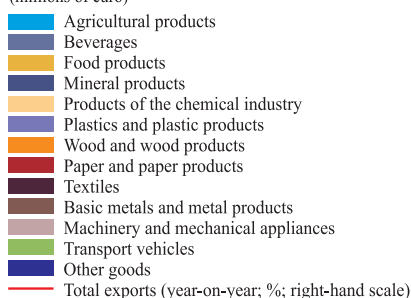 (millions of euro)
Agricultural products
Beverages
Food products
Mineral products
Products of the chemical industry
Plastics and plastic products
Wood and wood products
Paper and paper products
Textiles
Basic metals and metal products
Machinery and mechanical appliances
Transport vehicles
Other goods
Total exports (year-on-year; %; right-hand scale)